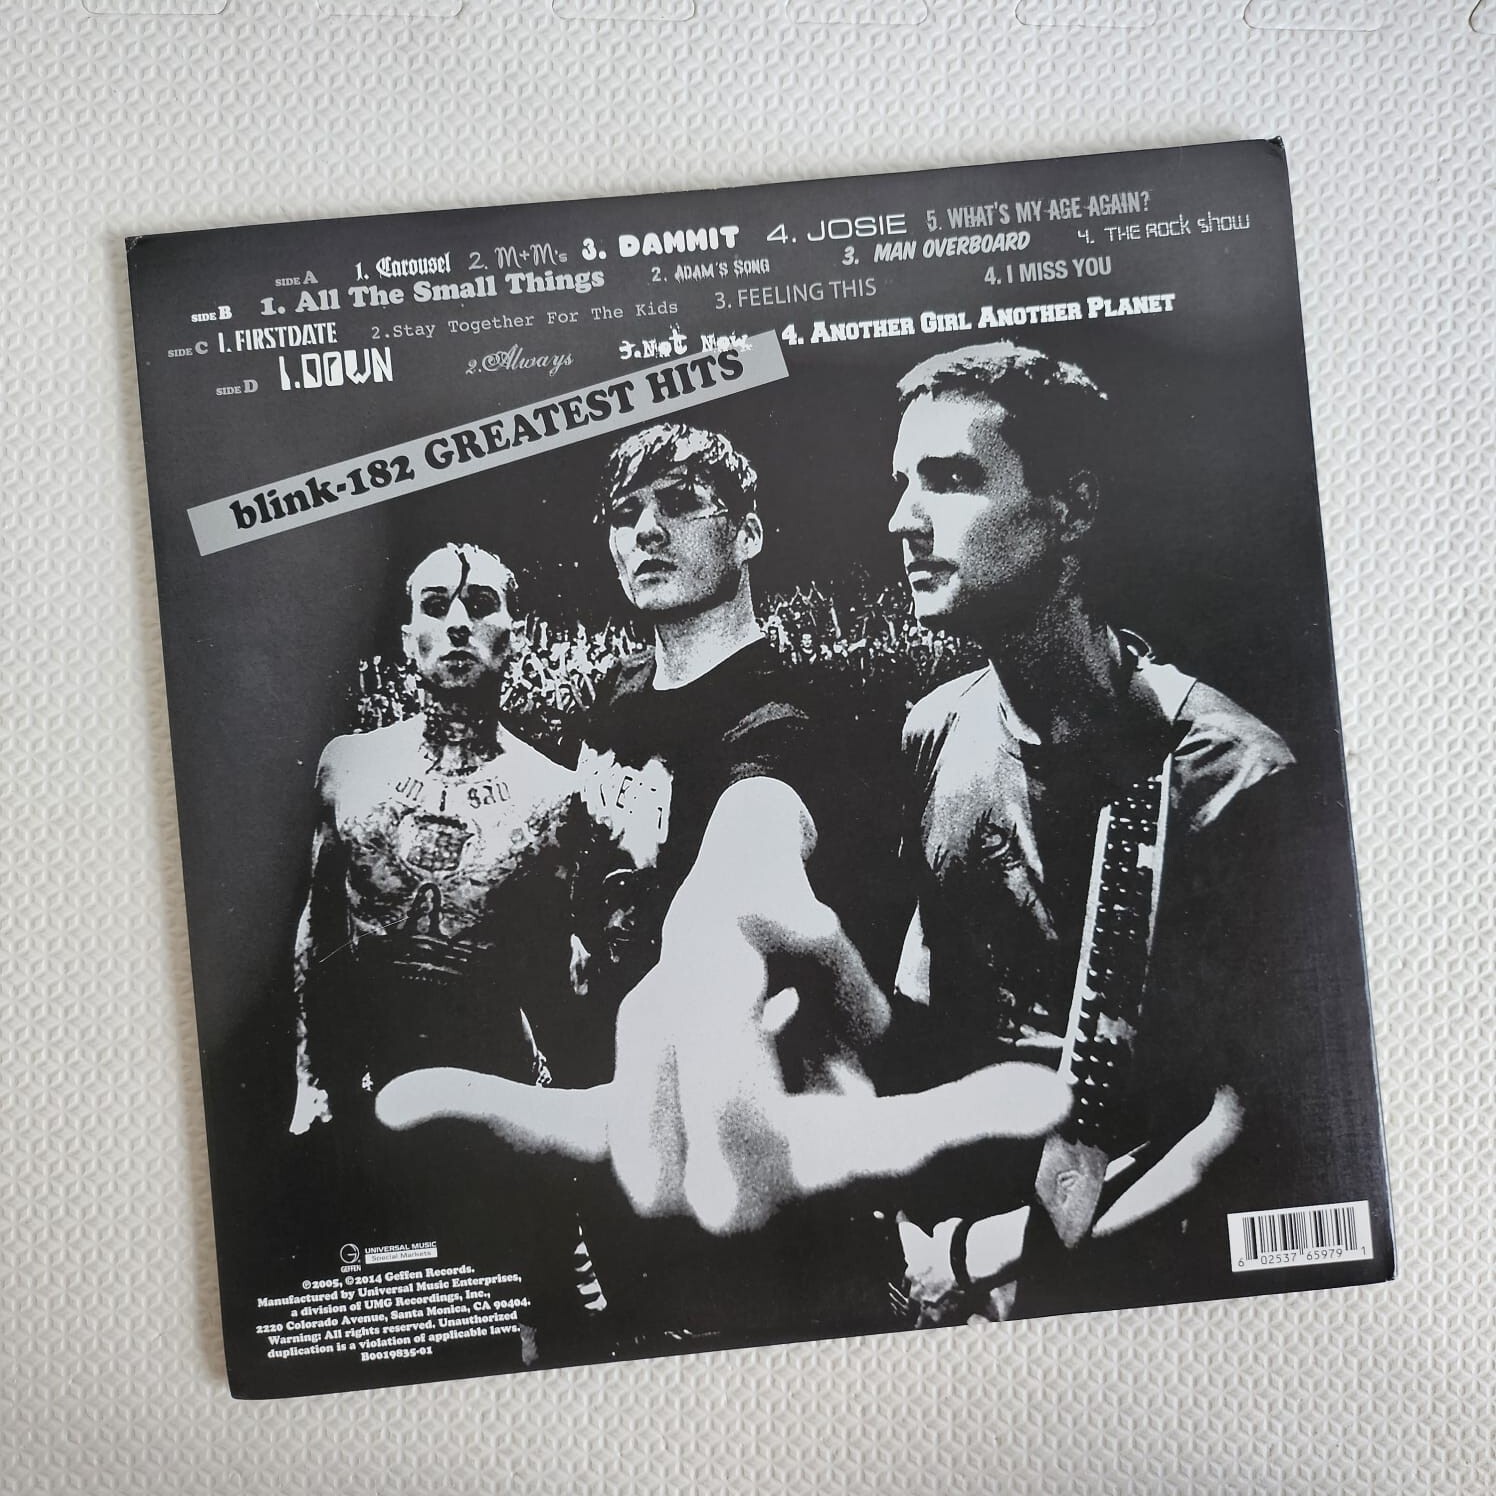 SIDE A 1. Carousel 2. M+M's 3. DAMMIT 4. JOSIE 5. WHAT'S MY AGE AGAIN?
SIDE B 1. All The Small Things 2. ADAM'S SONG 3. MAN OVERBOARD 4. THE ROCK SHOW
SIDE C 1. FIRSTDATE 2.Stay Together For The Kids 3. FEELING THIS 4. I MISS YOU
SIDE D 1.DOWN 2.Always 3.Not Now 4. ANOTHER GIRL ANOTHER PLANET
blink-182 GREATEST HITS
GEFFEN
UNIVERSAL MUSIC
Special Markets
℗2005, ©2014 Geffen Records.
Manufactured by Universal Music Enterprises,
a division of UMG Recordings, Inc.,
2220 Colorado Avenue, Santa Monica, CA 90404.
Warning: All rights reserved. Unauthorized
duplication is a violation of applicable laws.
B0019835-01
6 02537 65979 1